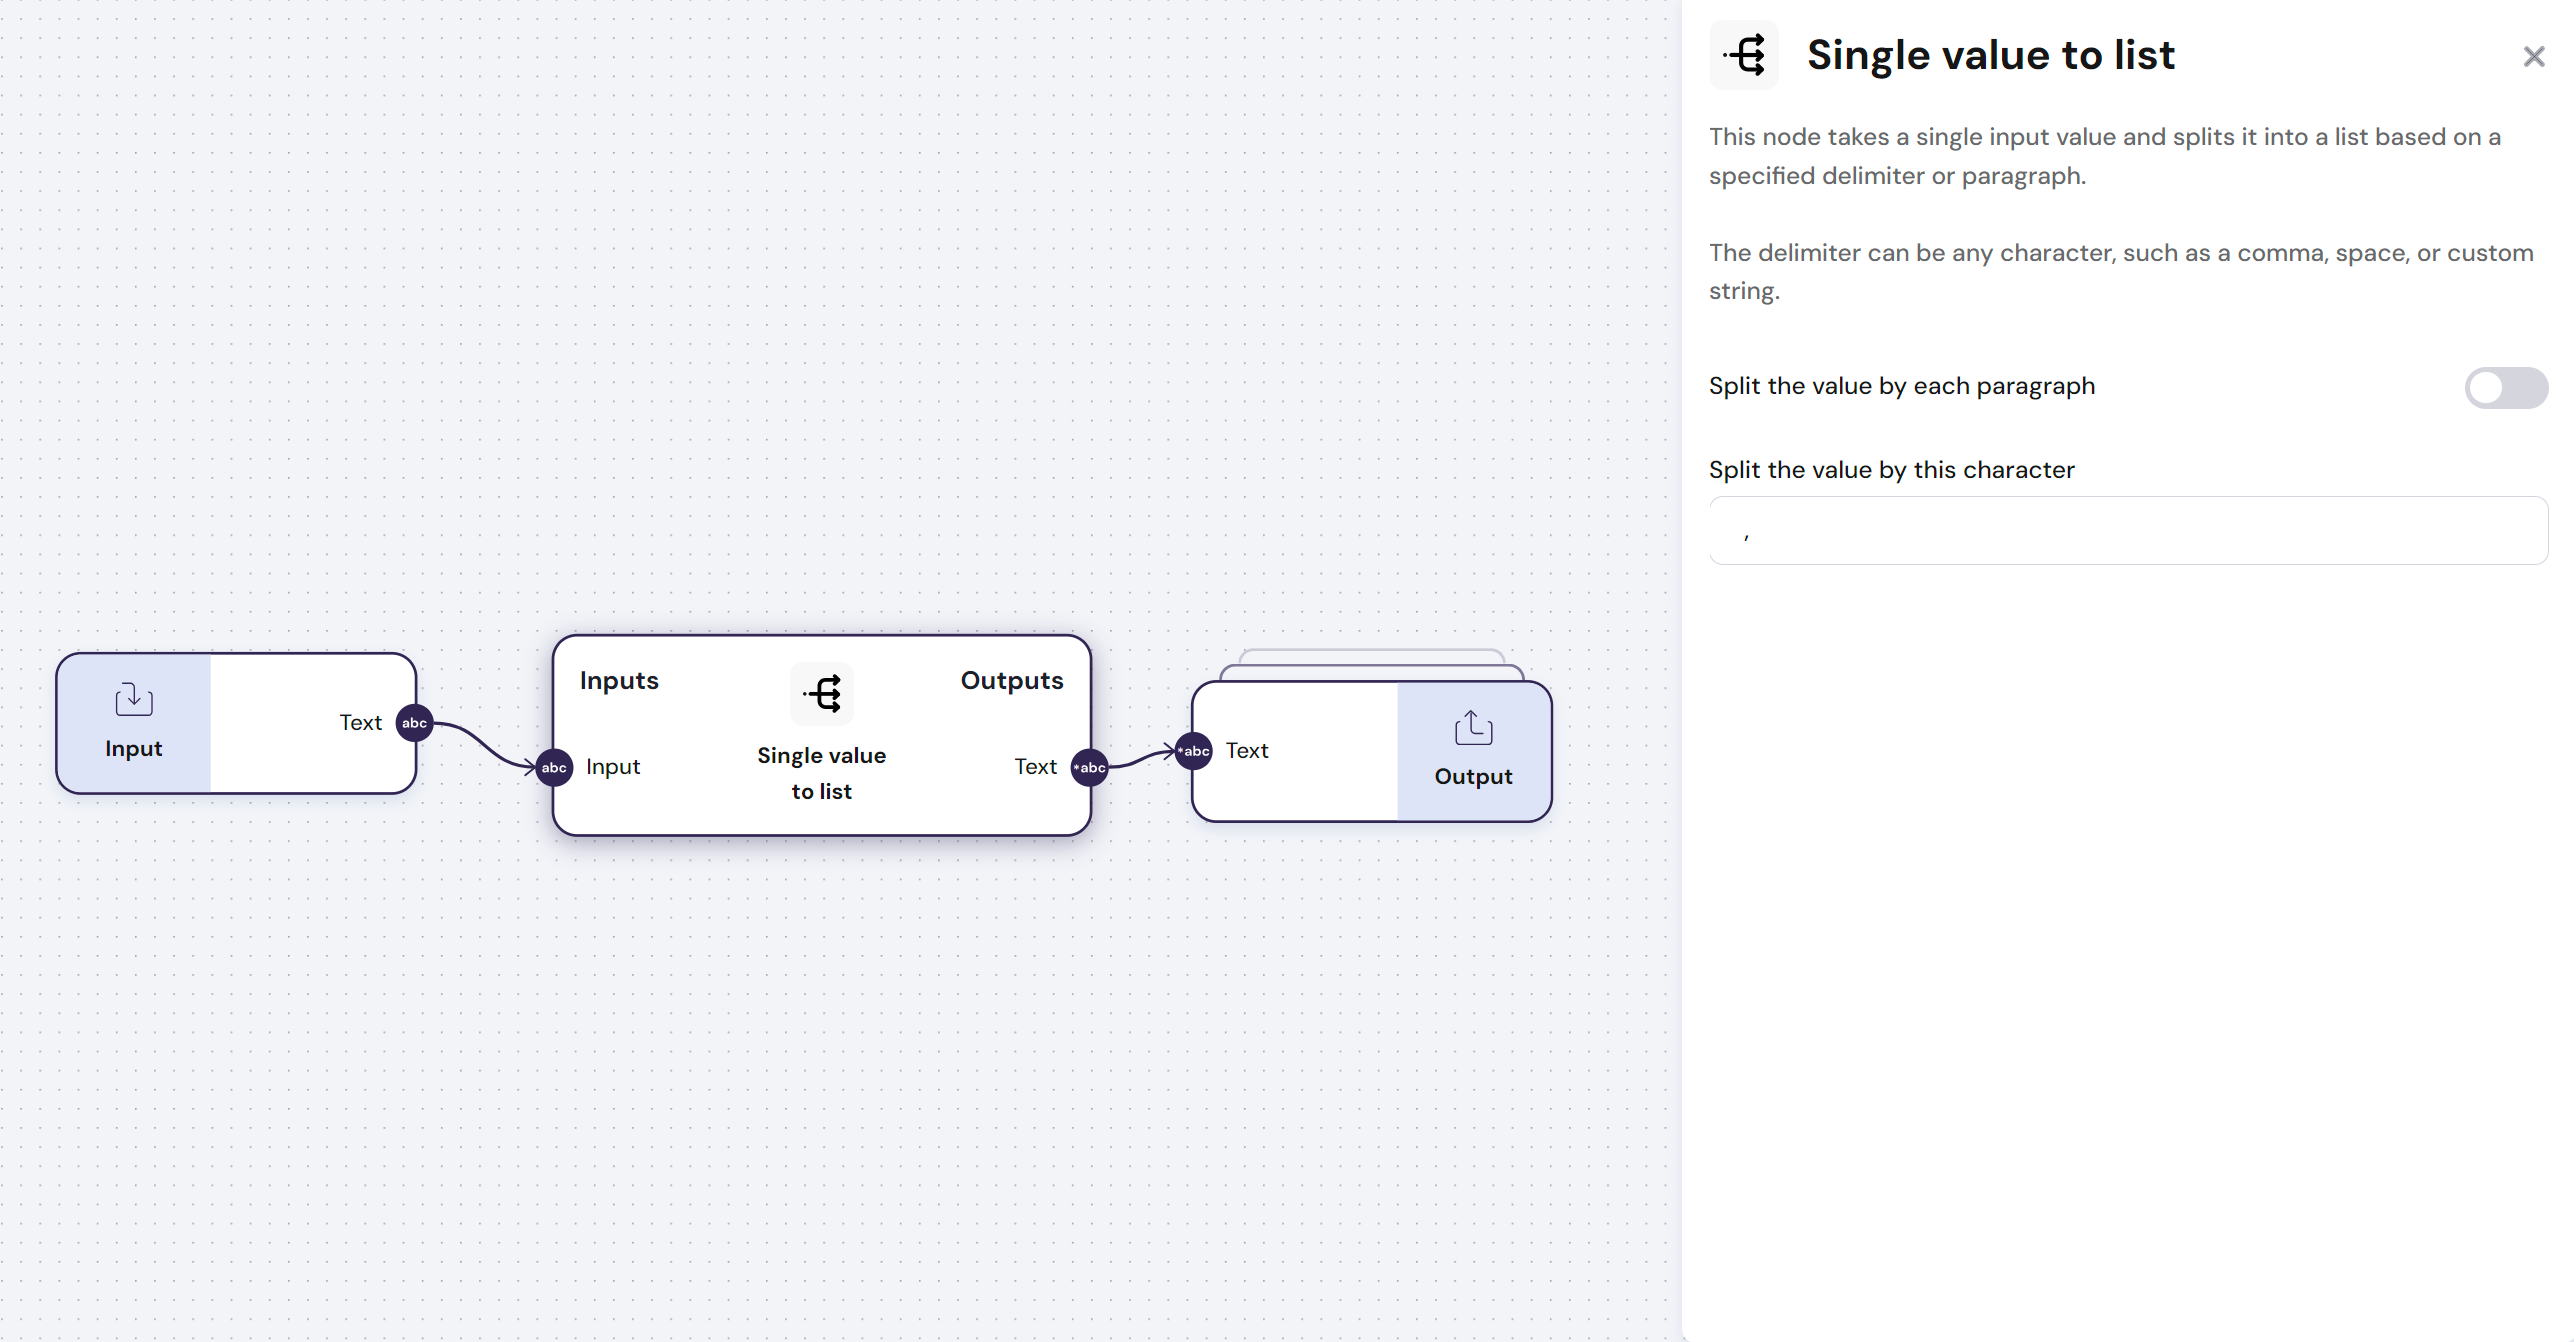 Single value to list
This node takes a single input value and splits it into a list based on a
specified delimiter or paragraph.
The delimiter can be any character, such as a comma, space, or custom
string.
Split the value by each paragraph
Split the value by this character
,
Input
Text
abc
Inputs
Outputs
abc
Input
Single value
to list
Text
*abc
*abc
Text
Output